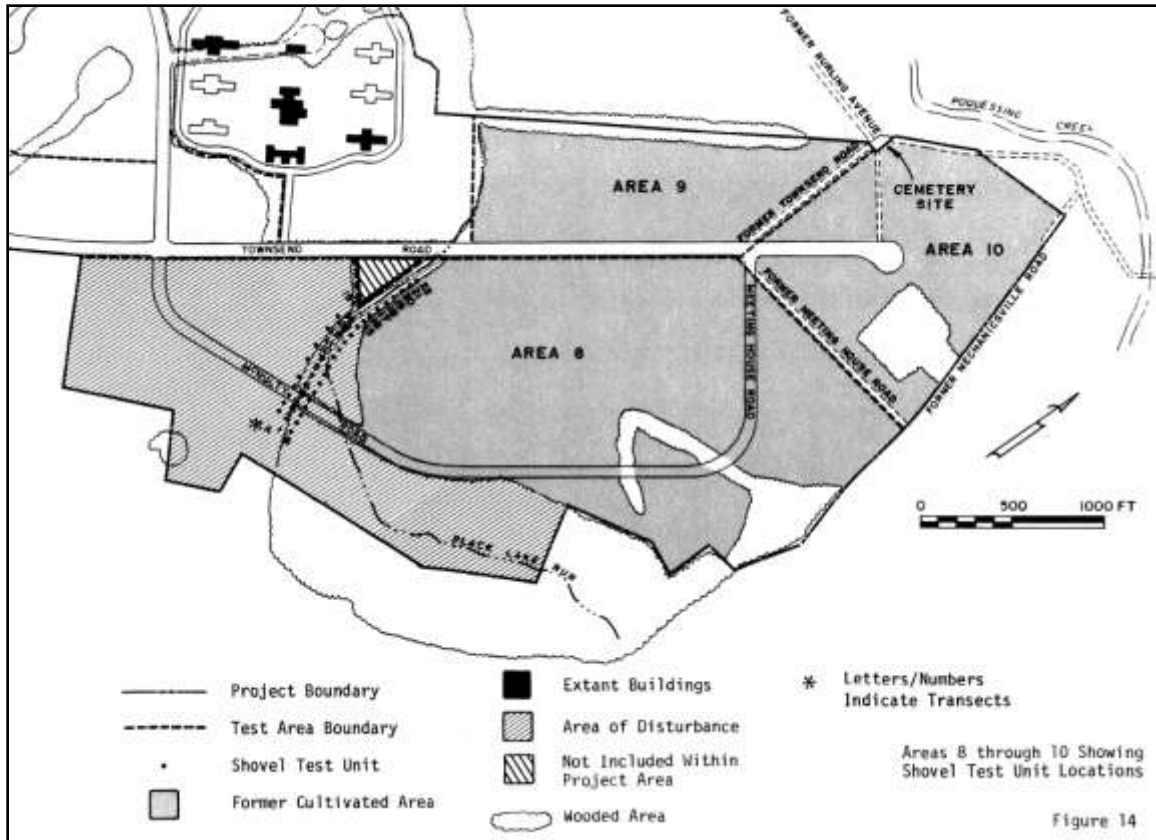 FORMER BURLING AVENUE
POQUESSING
CREEK
AREA 9
FORMER TOWNSEND ROAD
CEMETERY
SITE
TOWNSEND ROAD
AREA 10
AREA 8
MEETING HOUSE ROAD
FORMER MEETING HOUSE ROAD
FORMER MECHANICSVILLE ROAD
ROAD
BLACK LAKE RUN
0 500 1000 FT
Project Boundary
Test Area Boundary
Shovel Test Unit
Former Cultivated Area
Extant Buildings
Area of Disturbance
Not Included Within
Project Area
Wooded Area
* Letters/Numbers
Indicate Transects
Areas 8 through 10 Showing
Shovel Test Unit Locations
Figure 14